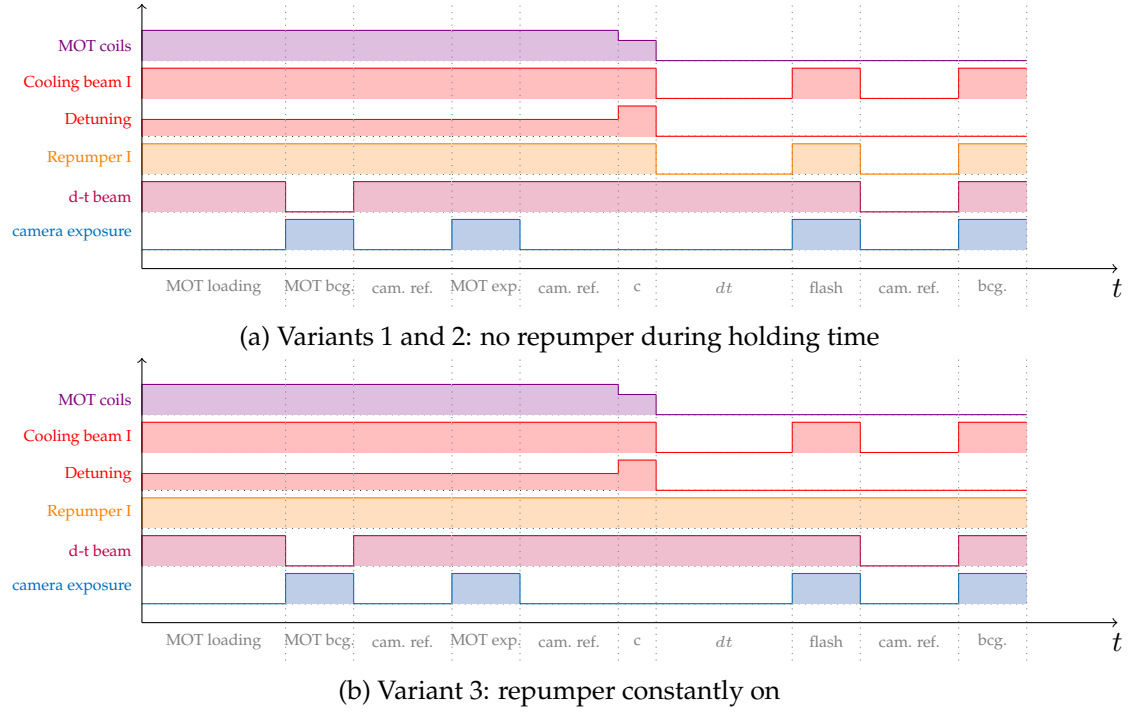 MOT coils
Cooling beam I
Detuning
Repumper I
d-t beam
camera exposure
MOT loading MOT bcg. cam. ref. MOT exp. cam. ref. c dt flash cam. ref. bcg. t
(a) Variants 1 and 2: no repumper during holding time
MOT coils
Cooling beam I
Detuning
Repumper I
d-t beam
camera exposure
MOT loading MOT bcg. cam. ref. MOT exp. cam. ref. c dt flash cam. ref. bcg. t
(b) Variant 3: repumper constantly on